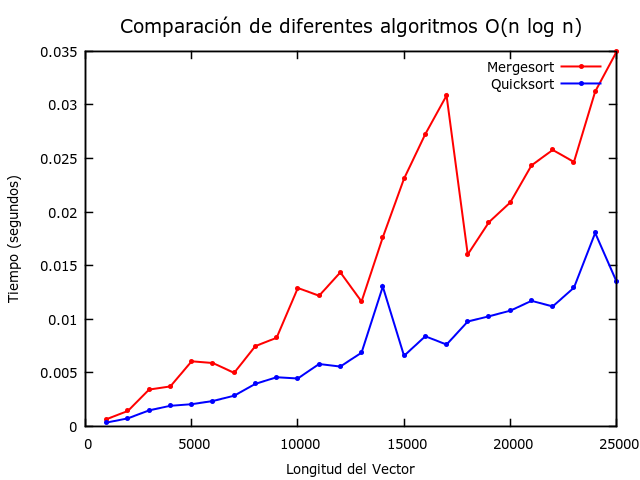 Comparación de diferentes algoritmos O(n log n)
0.035
Mergesort
Quicksort
0.03
0.025
0.02
0.015
0.01
0.005
0
Tiempo (segundos)
0 5000 10000 15000 20000 25000
Longitud del Vector